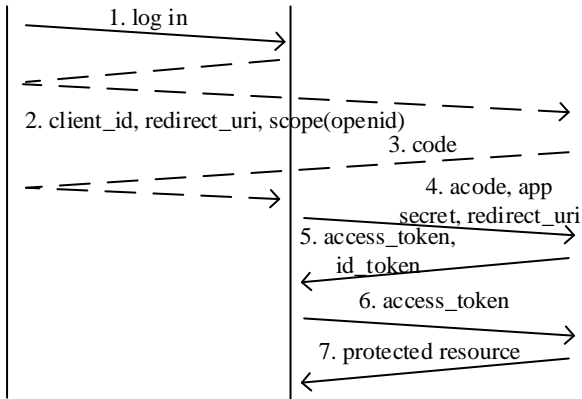 1. log in
2. client_id, redirect_uri, scope(openid)
3. code
4. acode, app
secret, redirect_uri
5. access_token,
id_token
6. access_token
7. protected resource